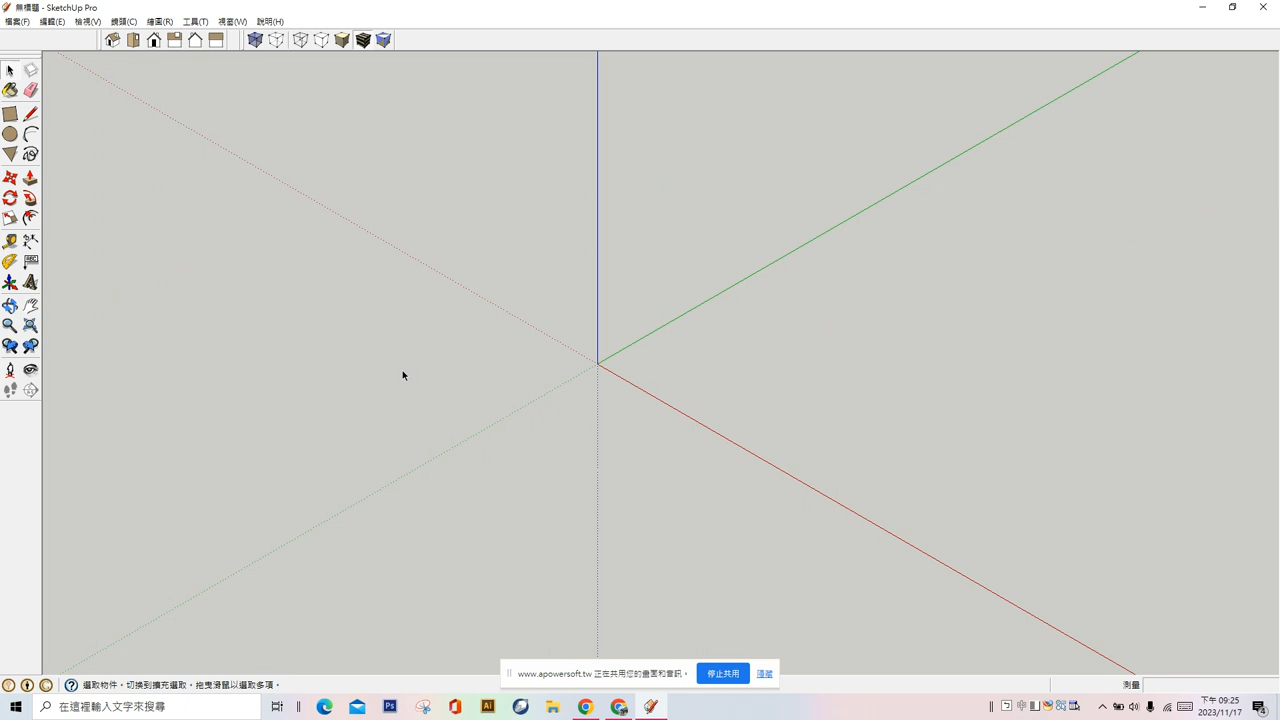 無標題 - SketchUp Pro
檔案(F) 編輯(E) 檢視(V) 鏡頭(C) 繪圖(R) 工具(T) 視窗(W) 說明(H)
ABC
www.apowersoft.tw 正在共用您的畫面和音訊。 停止共用 隱藏
選取物件。切換到擴充選取。拖曳滑鼠以選取多項。 測量
在這裡輸入文字來搜尋
Ps
Ai
下午 09:25
2023/11/17
4